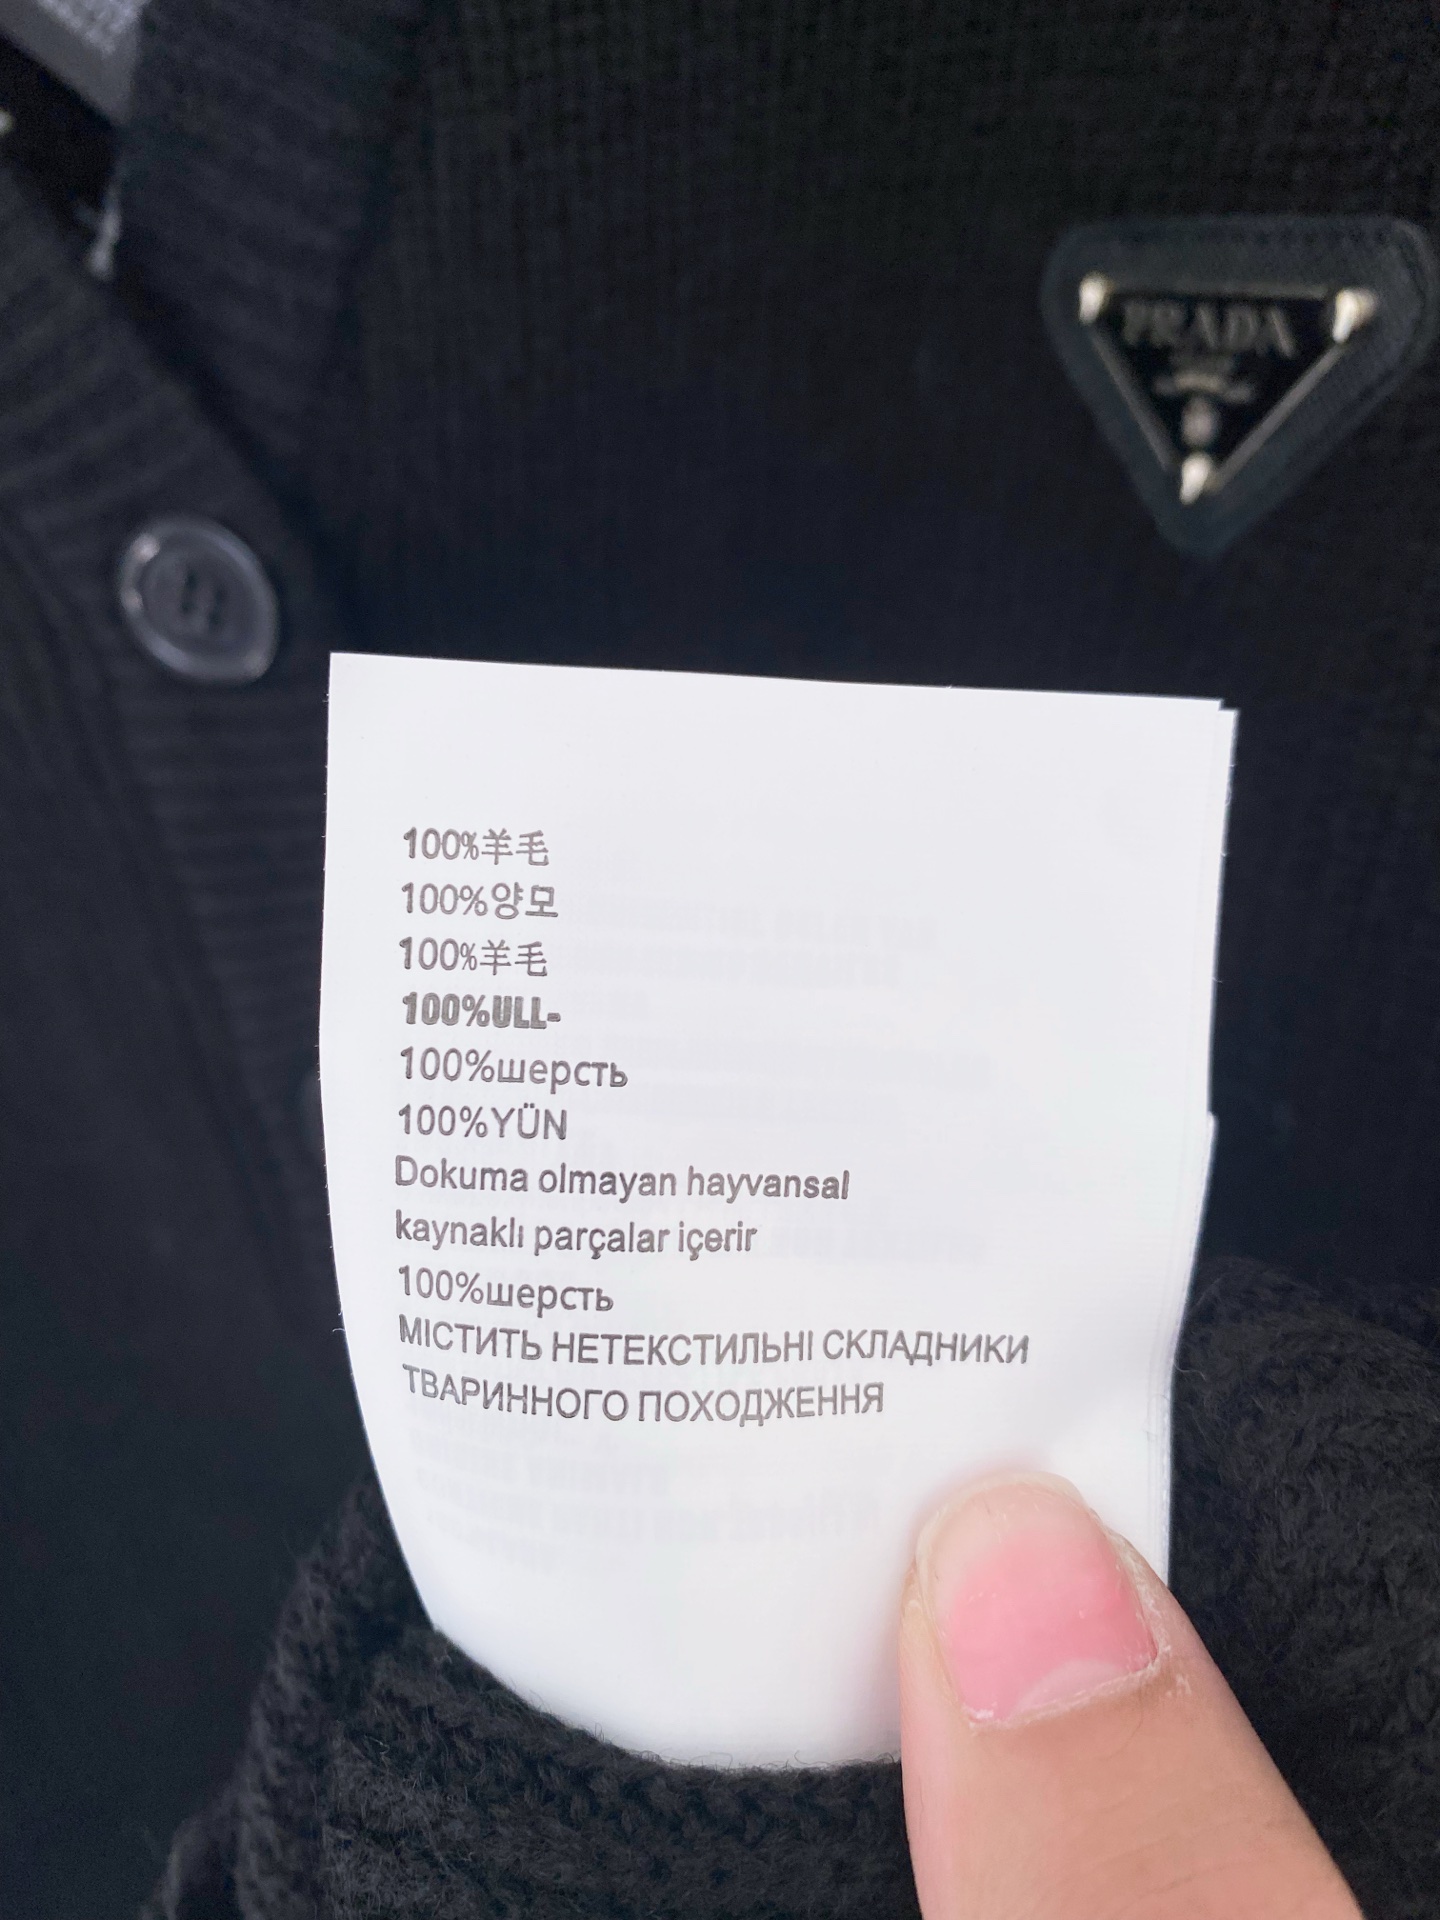 PRADA
100%羊毛
100%양모
100%羊毛
100%ULL-
100%шерсть
100%YÜN
Dokuma olmayan hayvansal
kaynaklı parçalar içerir
100%шерсть
МІСТИТЬ НЕТЕКСТИЛЬНІ СКЛАДНИКИ
ТВАРИННОГО ПОХОДЖЕННЯ